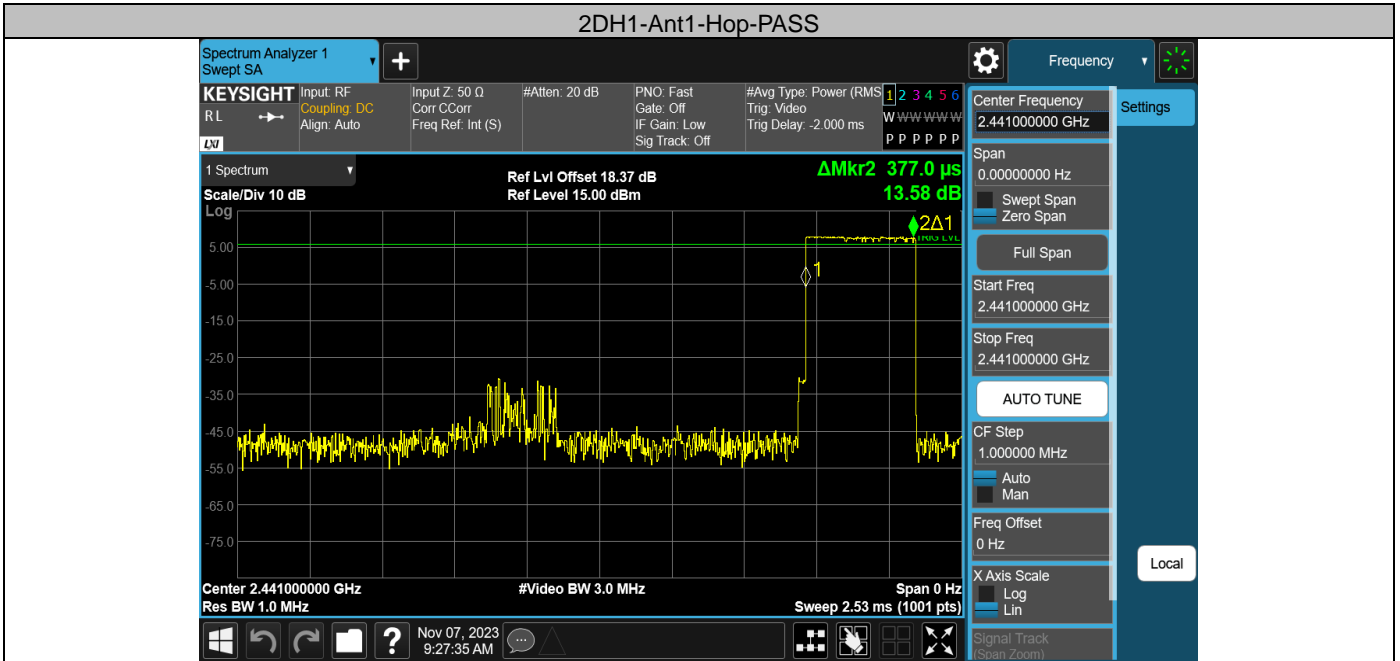 2DH1-Ant1-Hop-PASS
Spectrum Analyzer 1
Swept SA
Frequency
KEYSIGHT
RL
LXI
Input: RF
Coupling: DC
Align: Auto
Input Z: 50 Ω
Corr CCorr
Freq Ref: Int (S)
#Atten: 20 dB
PNO: Fast
Gate: Off
IF Gain: Low
Sig Track: Off
#Avg Type: Power (RMS
Trig: Video
Trig Delay: -2.000 ms
1 2 3 4 5 6
W W W W W W
P P P P P P
1 Spectrum
Scale/Div 10 dB
Ref Lvl Offset 18.37 dB
Ref Level 15.00 dBm
ΔMkr2 377.0 µs
13.58 dB
Log
5.00
-5.00
-15.0
-25.0
-35.0
-45.0
-55.0
-65.0
-75.0
2Δ1
TRIG LVL
1
Center 2.441000000 GHz
Res BW 1.0 MHz
#Video BW 3.0 MHz
Span 0 Hz
Sweep 2.53 ms (1001 pts)
Center Frequency
2.441000000 GHz
Settings
Span
0.00000000 Hz
Swept Span
Zero Span
Full Span
Start Freq
2.441000000 GHz
Stop Freq
2.441000000 GHz
AUTO TUNE
CF Step
1.000000 MHz
Auto
Man
Freq Offset
0 Hz
X Axis Scale
Log
Lin
Signal Track
(Span Zoom)
Local
?
Nov 07, 2023
9:27:35 AM